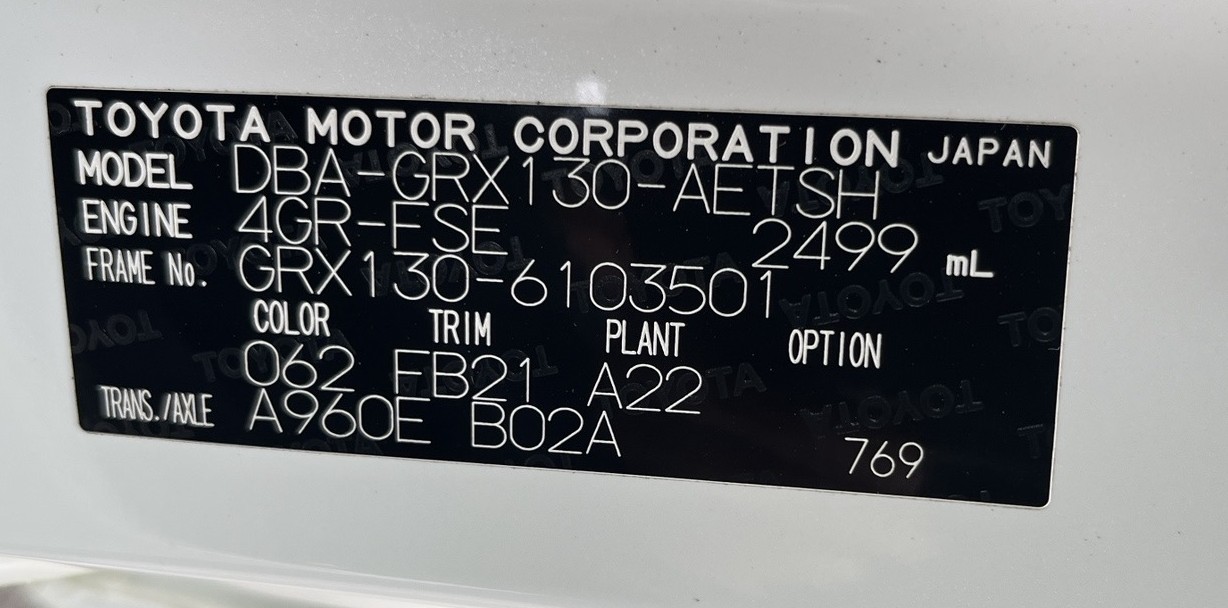 TOYOTA MOTOR CORPORATION JAPAN
MODEL DBA-GRX130-AETSH
ENGINE 4GR-FSE 2499 mL
FRAME No. GRX130-6103501
COLOR TRIM PLANT OPTION
062 FB21 A22
TRANS./AXLE A960E B02A
769